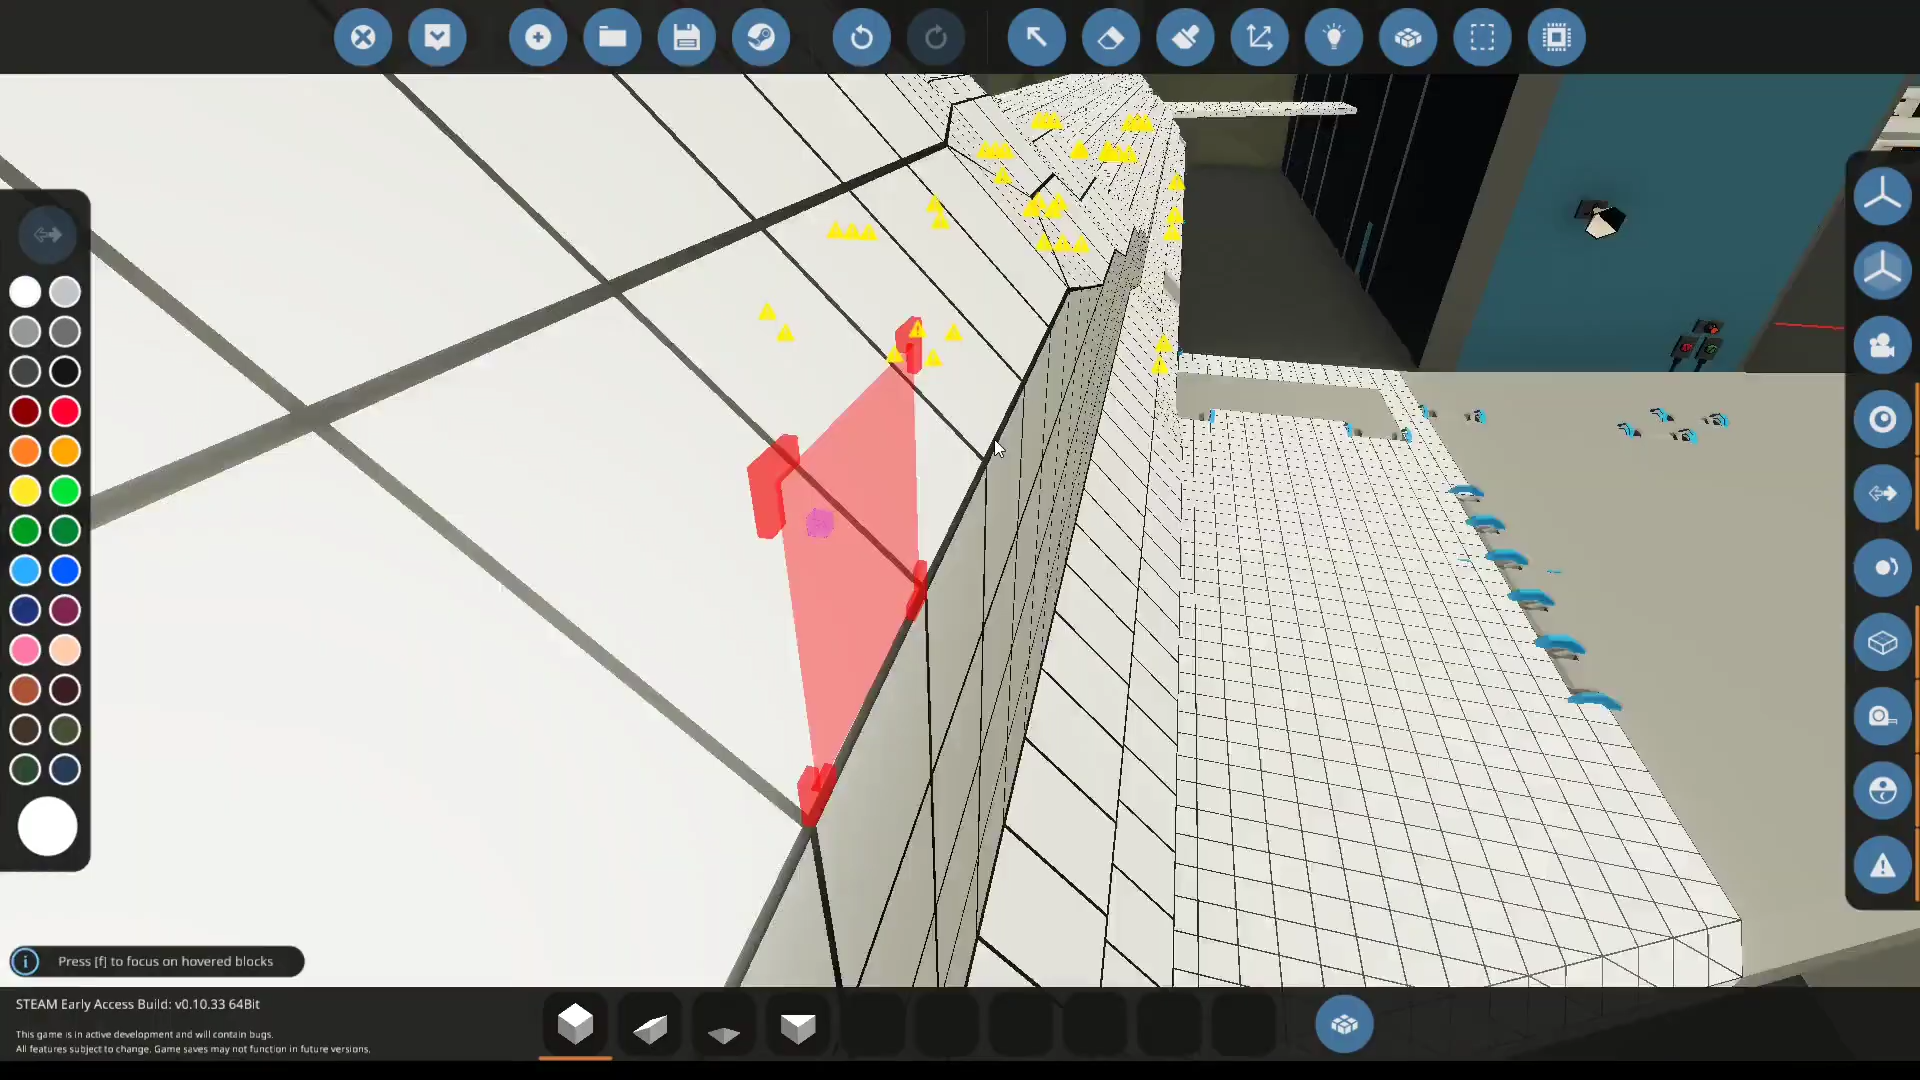 Press [f] to focus on hovered blocks
STEAM Early Access Build: v0.10.33 64Bit
This game is in active development and will contain bugs.
All features subject to change. Game saves may not function in future versions.